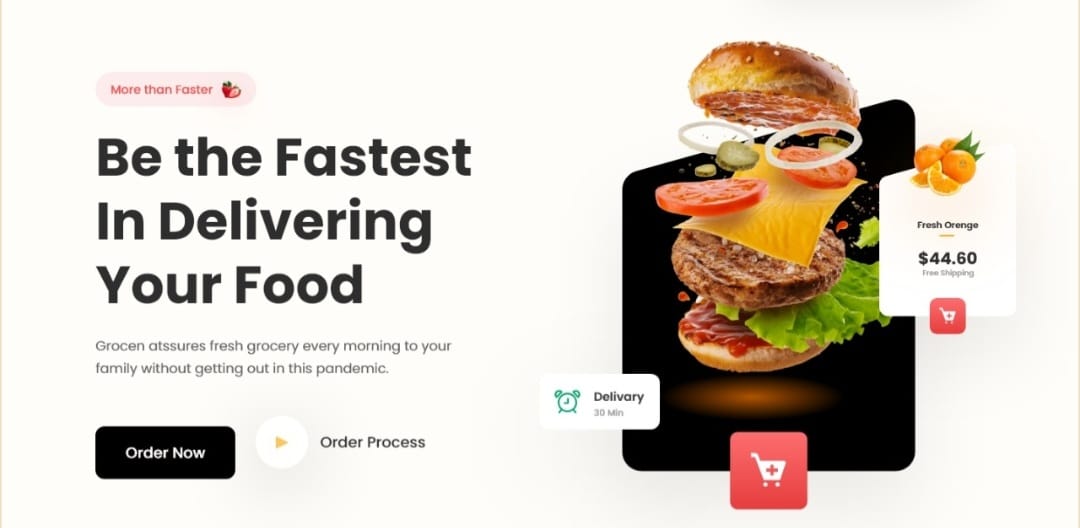 More than Faster
Be the Fastest
In Delivering
Your Food
Grocen atssures fresh grocery every morning to your
family without getting out in this pandemic.
Order Now
Order Process
Fresh Orenge
$44.60
Free Shipping
Delivary
30 Min